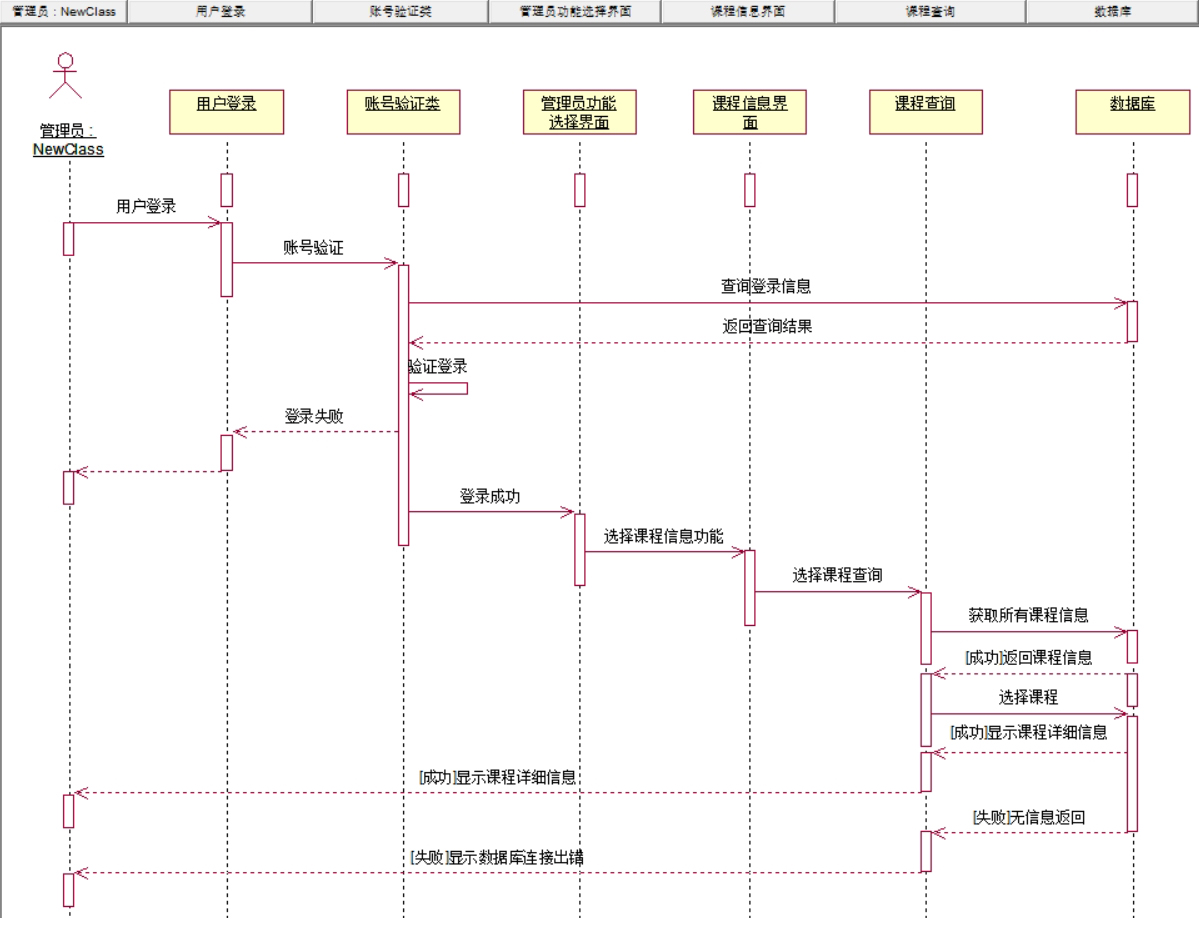 管理员 : NewClass
用户登录
账号验证类
管理员功能选择界面
课程信息界面
课程查询
数据库
管理员 :
NewClass
用户登录
账号验证类
管理员功能
选择界面
课程信息界
面
课程查询
数据库
用户登录
账号验证
查询登录信息
返回查询结果
验证登录
登录失败
登录成功
选择课程信息功能
选择课程查询
获取所有课程信息
[成功]返回课程信息
选择课程
[成功]显示课程详细信息
[成功]显示课程详细信息
[失败]无信息返回
[失败]显示数据库连接出错